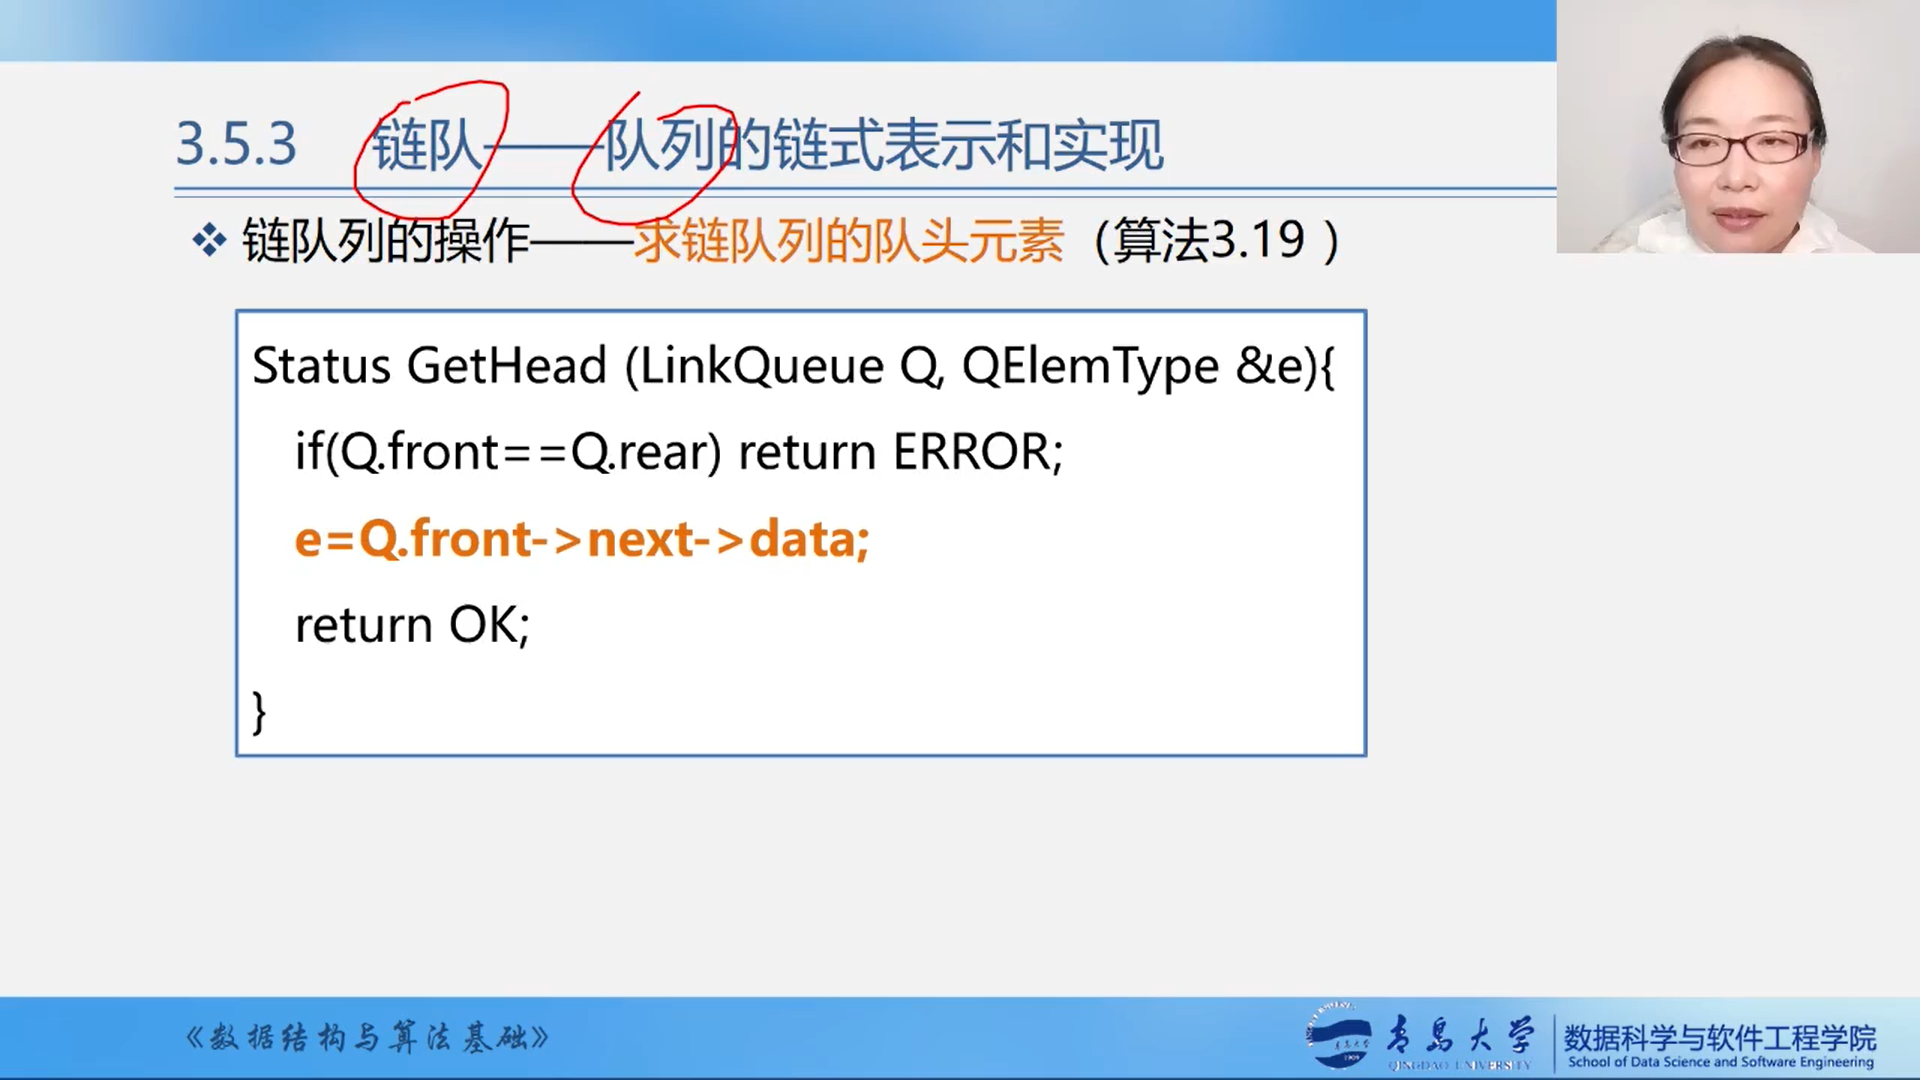 3.5.3 链队——队列的链式表示和实现
❖ 链队列的操作——求链队列的队头元素（算法3.19 ）
Status GetHead (LinkQueue Q, QElemType &e){
if(Q.front==Q.rear) return ERROR;
e=Q.front->next->data;
return OK;
}
《数据结构与算法基础》
青岛大学
QINGDAO UNIVERSITY
数据科学与软件工程学院
School of Data Science and Software Engineering